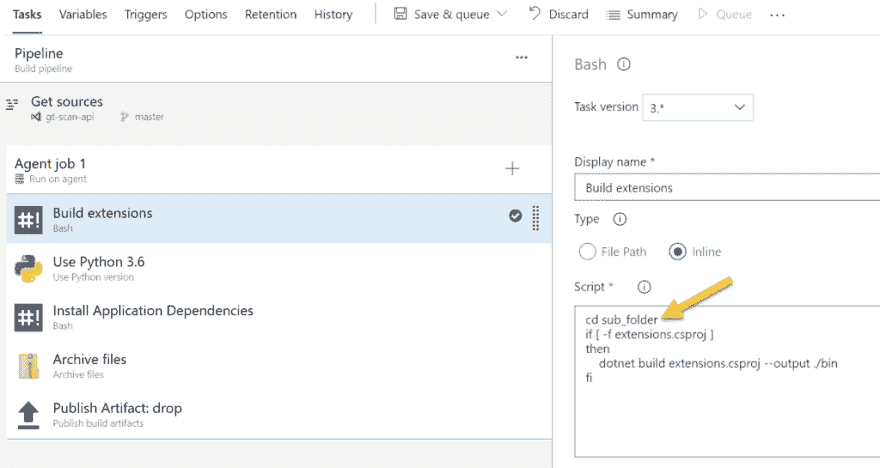 Tasks Variables Triggers Options Retention History Save & queue Discard Summary Queue ...
Pipeline
Build pipeline
...
Get sources
gt-scan-api master
Agent job 1
Run on agent
Build extensions
Bash
Use Python 3.6
Use Python version
Install Application Dependencies
Bash
Archive files
Archive files
Publish Artifact: drop
Publish build artifacts
Bash
Task version 3.*
Display name *
Build extensions
Type
File Path Inline
Script *
cd sub_folder
if [ -f extensions.csproj ]
then
dotnet build extensions.csproj --output ./bin
fi